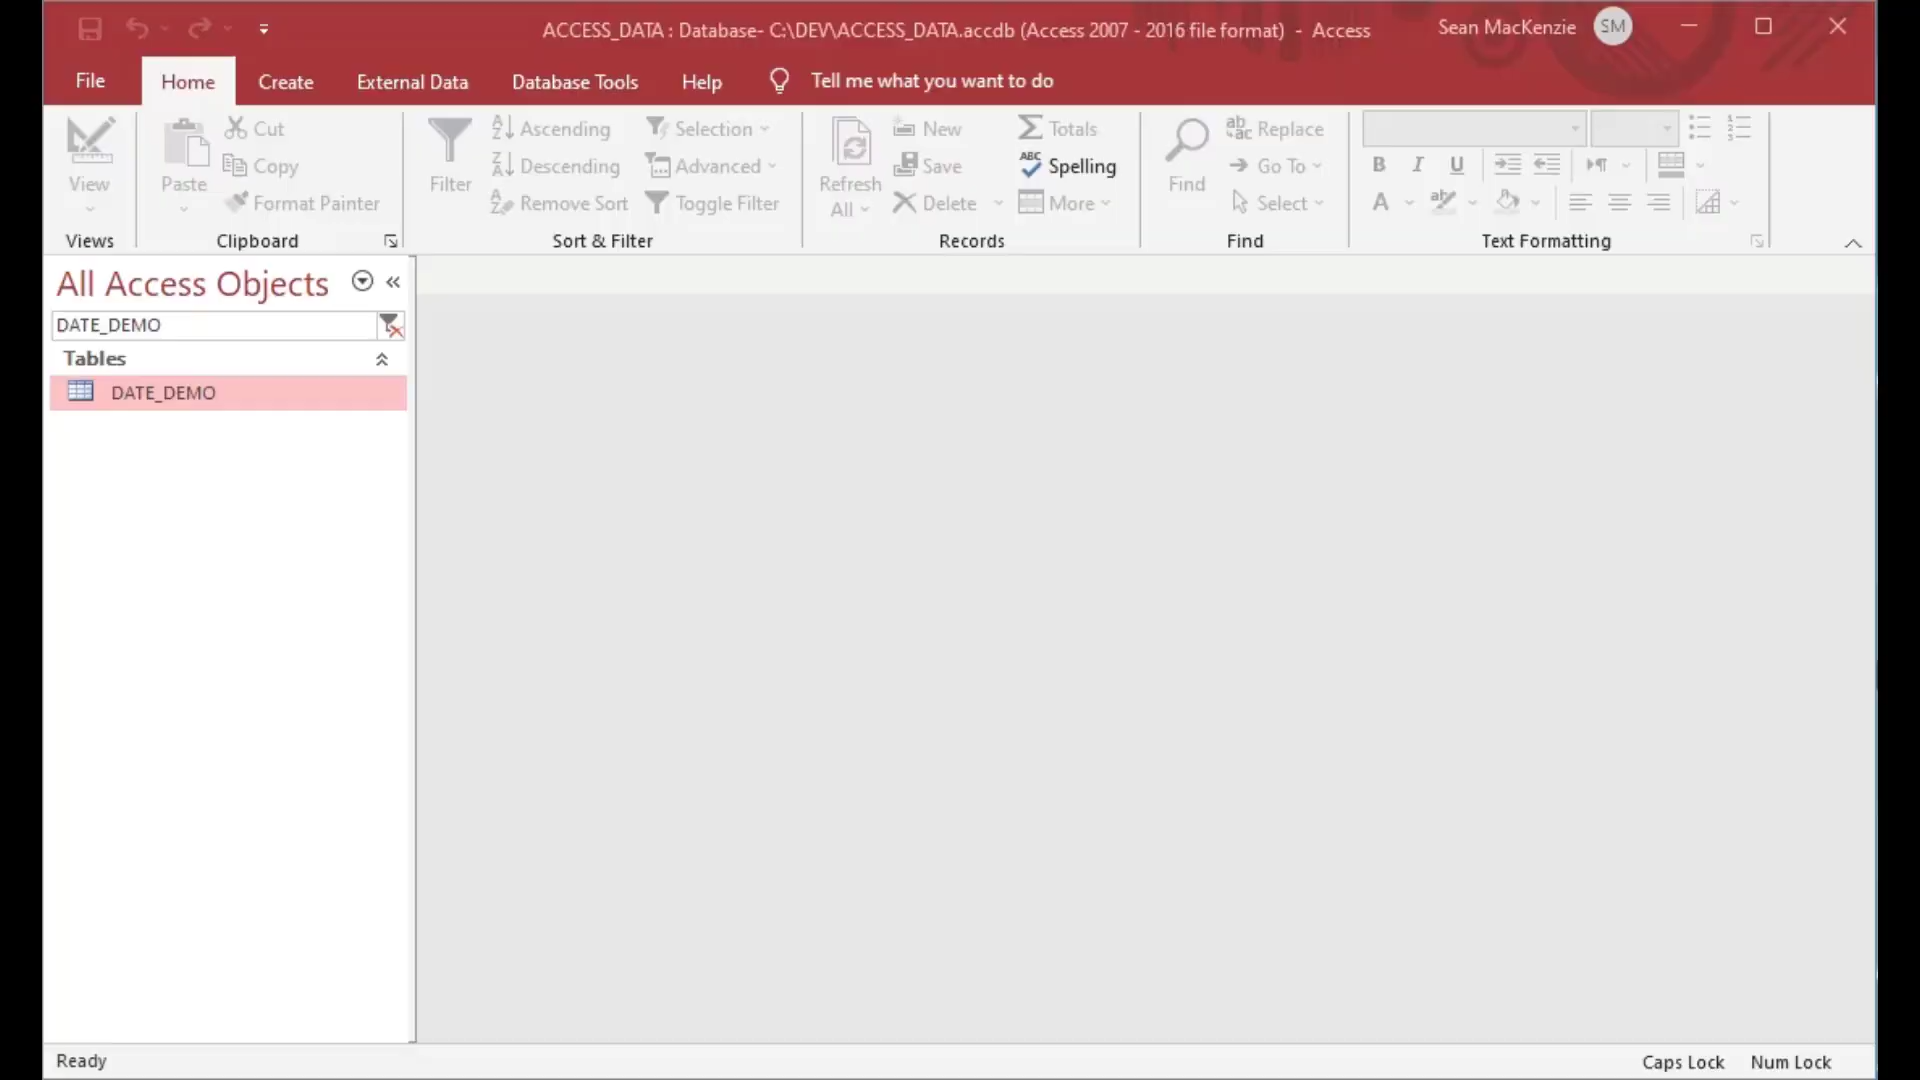 ACCESS_DATA : Database- C:\DEV\ACCESS_DATA.accdb (Access 2007 - 2016 file format) - Access
Sean MacKenzie SM
File Home Create External Data Database Tools Help Tell me what you want to do
View
Views
Paste
Cut
Copy
Format Painter
Clipboard
Filter
Ascending
Descending
Remove Sort
Selection
Advanced
Toggle Filter
Sort & Filter
Refresh
All
New
Save
Delete
Totals
Spelling
More
Records
Find
Replace
Go To
Select
Find
B I U
A
Text Formatting
All Access Objects
DATE_DEMO
Tables
DATE_DEMO
Ready
Caps Lock Num Lock